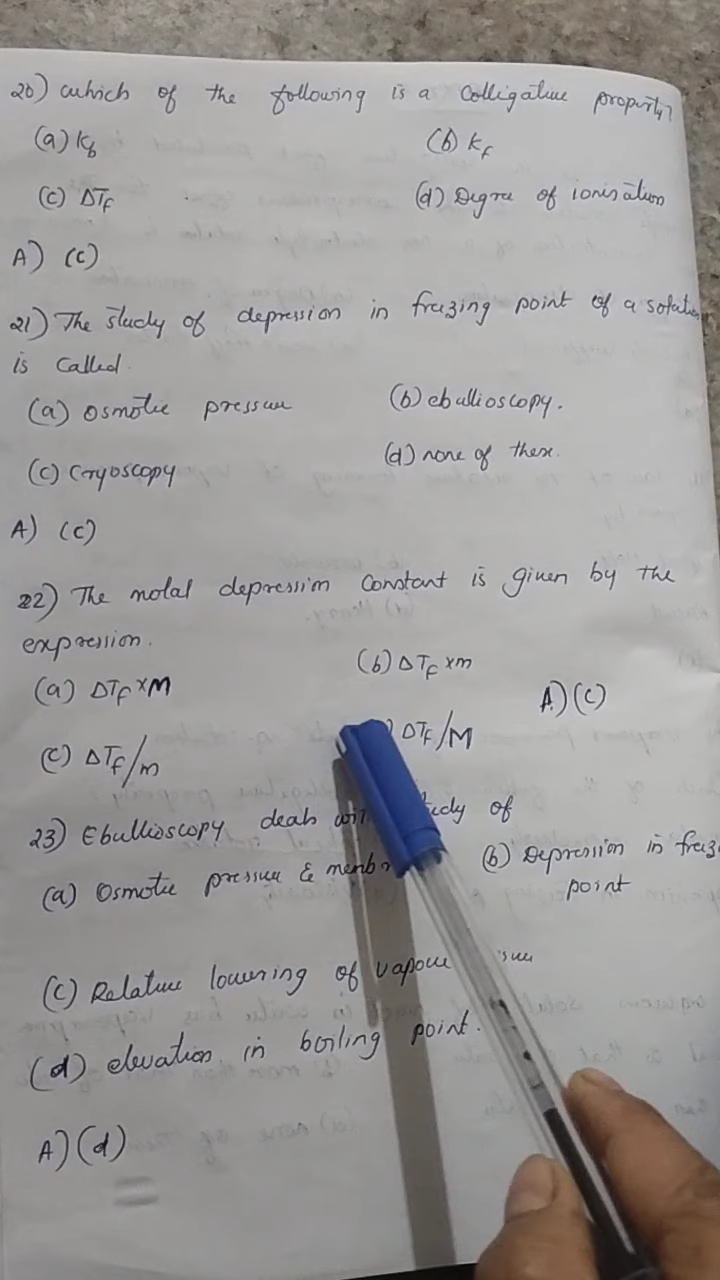 20) which of the following is a Colligative property?
(a) Kb (b) Kf
(c) ΔTf (d) Degree of ionisation
A) (c)
21) The study of depression in freezing point of a solution
is called.
(a) Osmotic pressure (b) ebullioscopy.
(c) Cryoscopy (d) none of these.
A) (c)
22) The molal depression Constant is given by the
expression.
(a) ΔTf × M (b) ΔTf × m
(c) ΔTf/m ) ΔTf/M A) (c)
23) Ebullioscopy deals of
(a) Osmotic pressure & (b) Depression in
point
(c) Relative lowering of vapour
(d) elevation in boiling point.
A) (d)